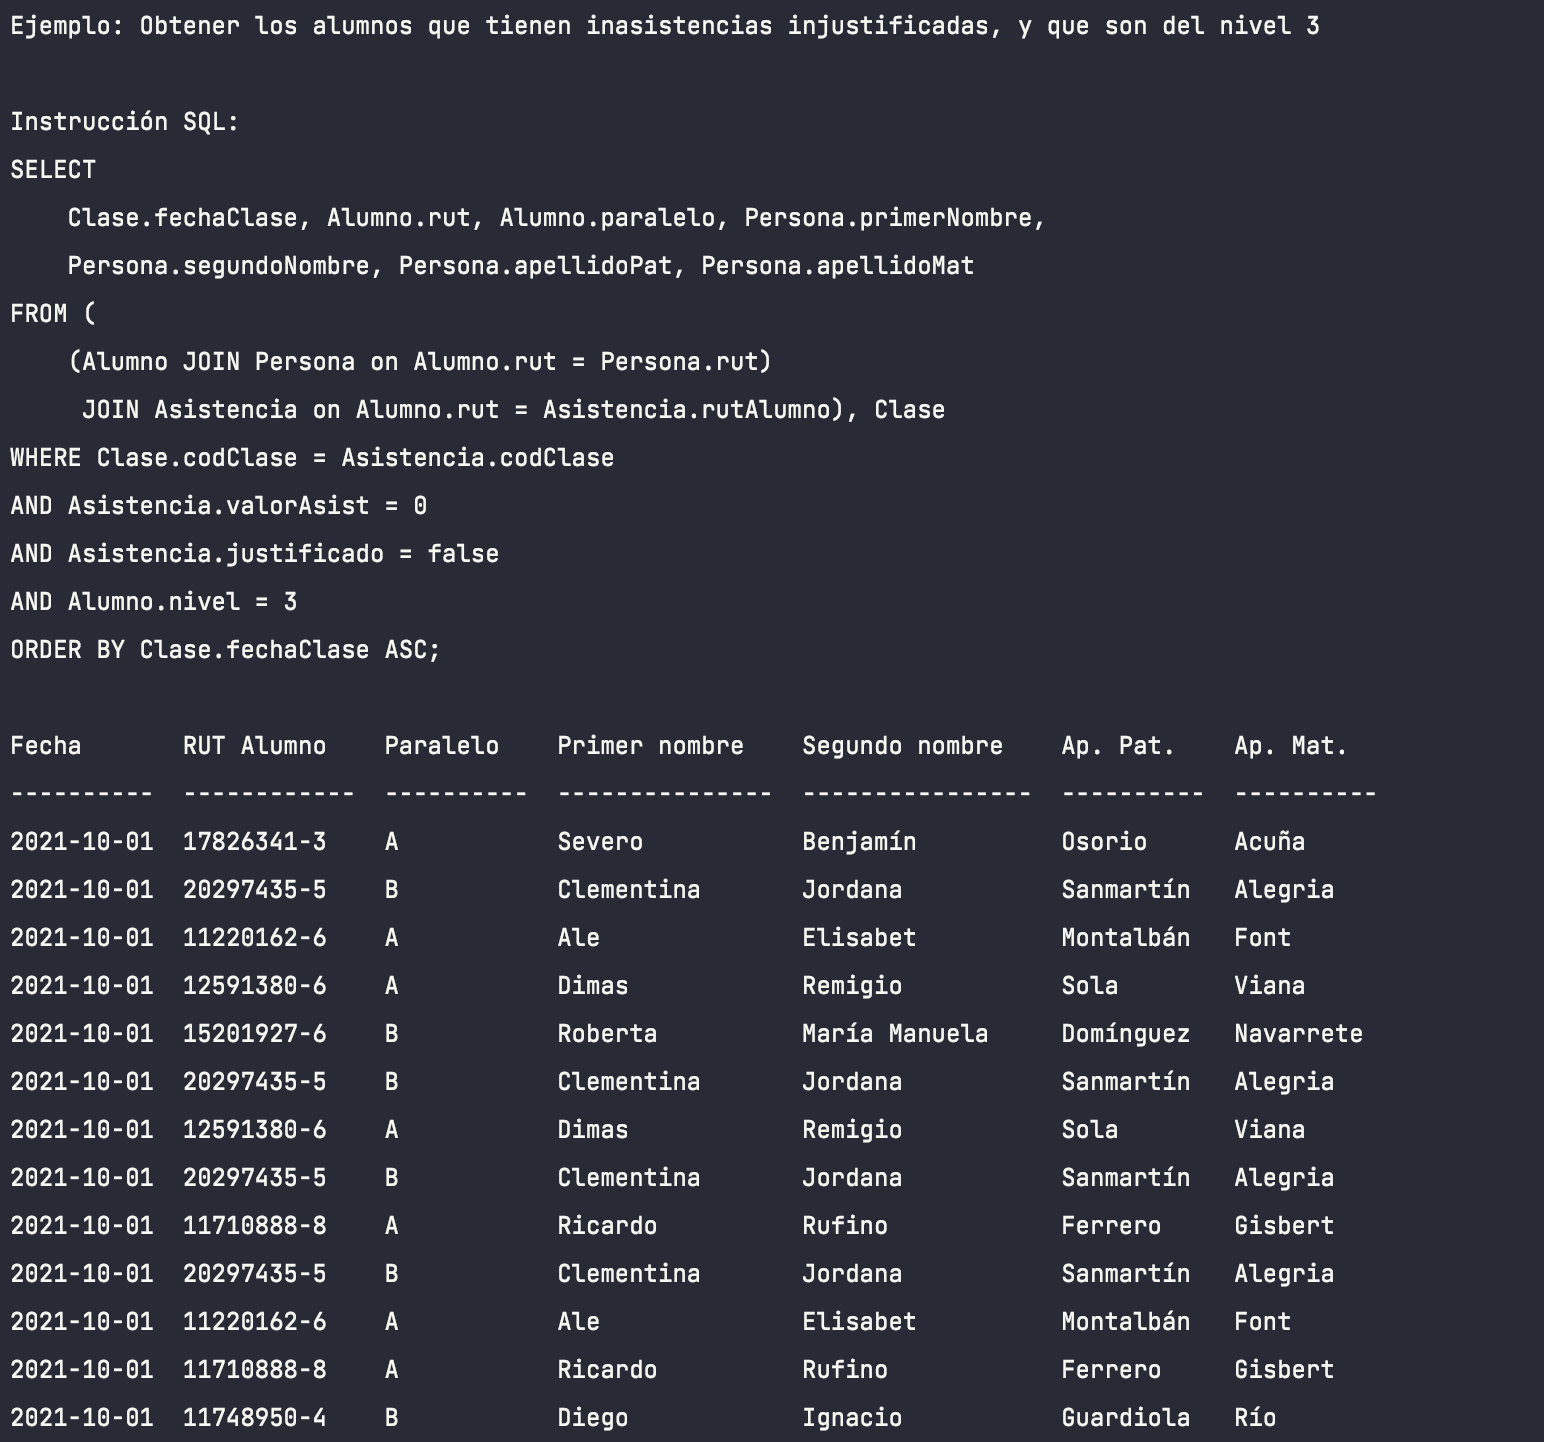 Ejemplo: Obtener los alumnos que tienen inasistencias injustificadas, y que son del nivel 3
Instrucción SQL:
SELECT
Clase.fechaClase, Alumno.rut, Alumno.paralelo, Persona.primerNombre,
Persona.segundoNombre, Persona.apellidoPat, Persona.apellidoMat
FROM (
(Alumno JOIN Persona on Alumno.rut = Persona.rut)
JOIN Asistencia on Alumno.rut = Asistencia.rutAlumno), Clase
WHERE Clase.codClase = Asistencia.codClase
AND Asistencia.valorAsist = 0
AND Asistencia.justificado = false
AND Alumno.nivel = 3
ORDER BY Clase.fechaClase ASC;
Fecha RUT Alumno Paralelo Primer nombre Segundo nombre Ap. Pat. Ap. Mat.
---------- ------------ ---------- --------------- ---------------- ---------- ----------
2021-10-01 17826341-3 A Severo Benjamín Osorio Acuña
2021-10-01 20297435-5 B Clementina Jordana Sanmartín Alegria
2021-10-01 11220162-6 A Ale Elisabet Montalbán Font
2021-10-01 12591380-6 A Dimas Remigio Sola Viana
2021-10-01 15201927-6 B Roberta María Manuela Domínguez Navarrete
2021-10-01 20297435-5 B Clementina Jordana Sanmartín Alegria
2021-10-01 12591380-6 A Dimas Remigio Sola Viana
2021-10-01 20297435-5 B Clementina Jordana Sanmartín Alegria
2021-10-01 11710888-8 A Ricardo Rufino Ferrero Gisbert
2021-10-01 20297435-5 B Clementina Jordana Sanmartín Alegria
2021-10-01 11220162-6 A Ale Elisabet Montalbán Font
2021-10-01 11710888-8 A Ricardo Rufino Ferrero Gisbert
2021-10-01 11748950-4 B Diego Ignacio Guardiola Río